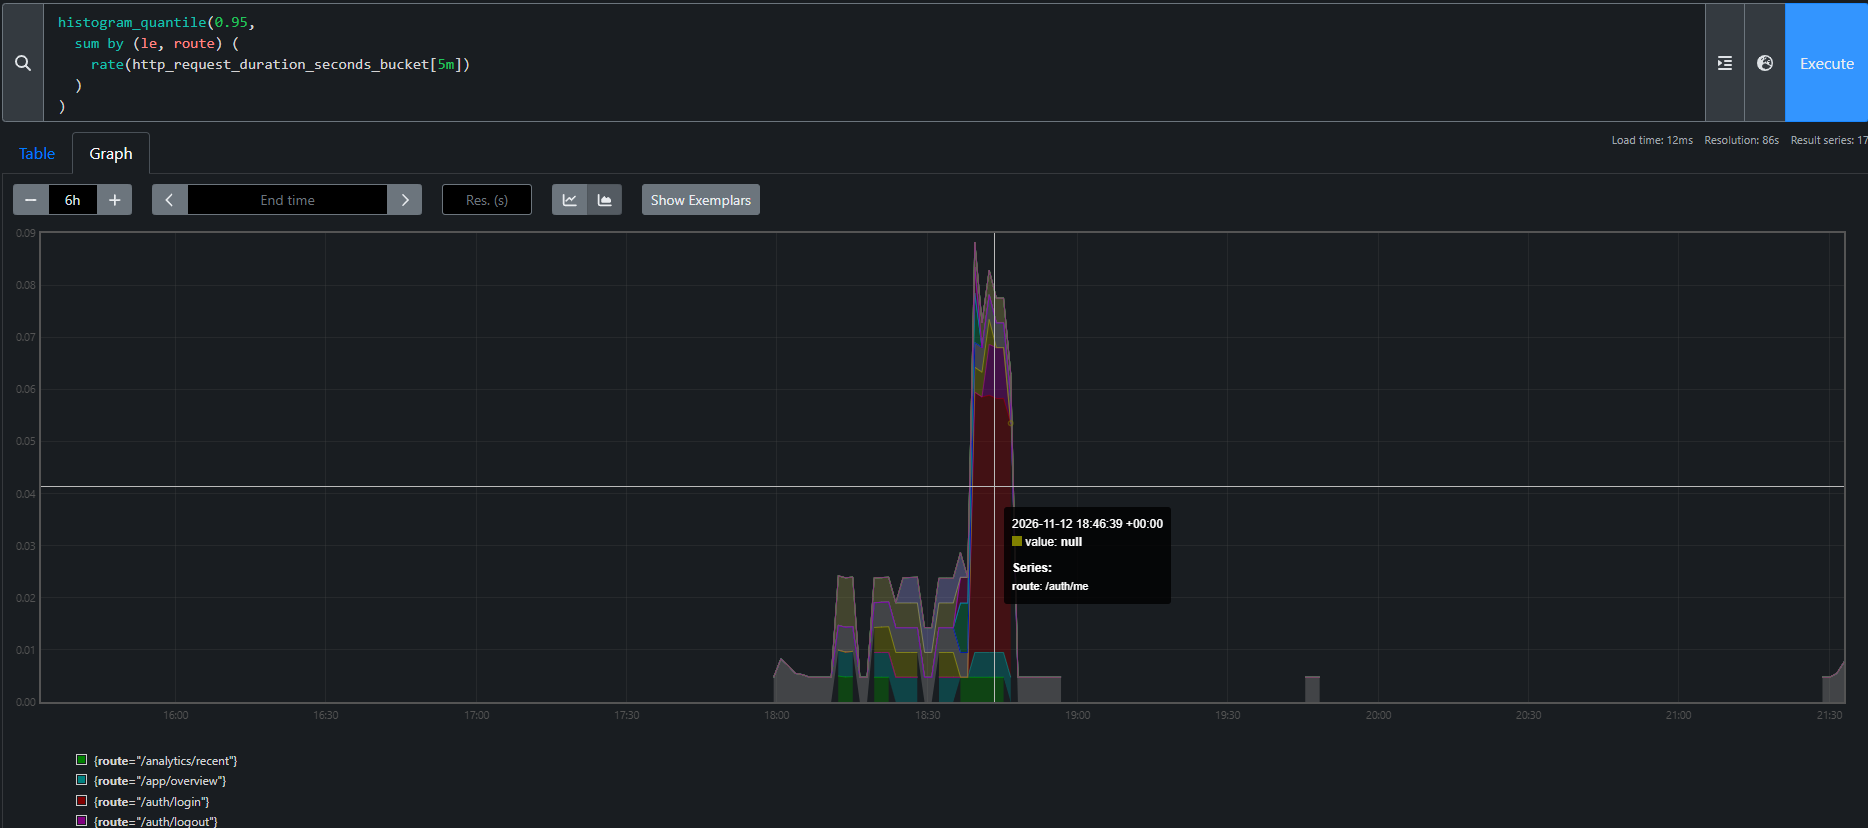 histogram_quantile(0.95,
sum by (le, route) (
rate(http_request_duration_seconds_bucket[5m])
)
)
Execute
Table
Graph
Load time: 12ms Resolution: 86s Result series: 17
6h
End time
Res. (s)
Show Exemplars
0.09
0.08
0.07
0.06
0.05
0.04
0.03
0.02
0.01
0.00
2026-11-12 18:46:39 +00:00
value: null
Series:
route: /auth/me
16:00 16:30 17:00 17:30 18:00 18:30 19:00 19:30 20:00 20:30 21:00 21:30
{route="/analytics/recent"}
{route="/app/overview"}
{route="/auth/login"}
{route="/auth/logout"}